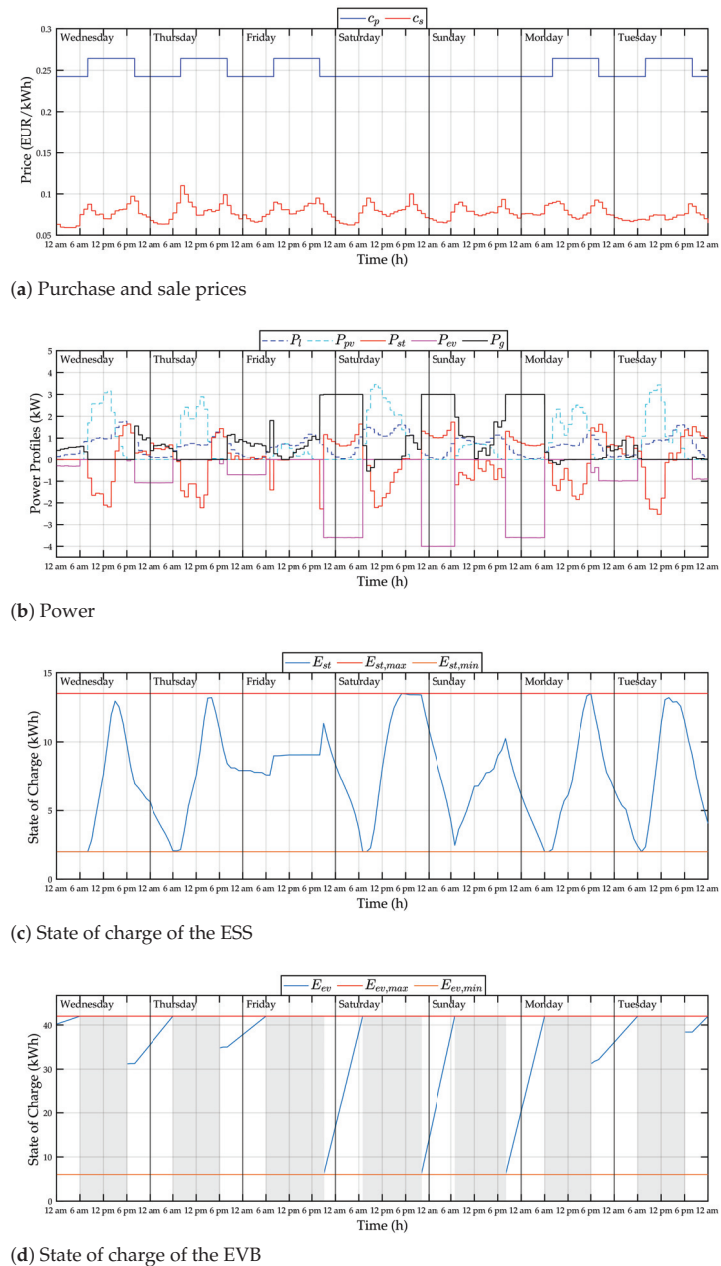 c_p c_s
Wednesday Thursday Friday Saturday Sunday Monday Tuesday
0.3
0.25
0.2
0.15
0.1
0.05
Price (EUR/kWh)
12 am 6 am 12 pm 6 pm 12 am 6 am 12 pm 6 pm 12 am 6 am 12 pm 6 pm 12 am 6 am 12 pm 6 pm 12 am 6 am 12 pm 6 pm 12 am 6 am 12 pm 6 pm 12 am 6 am 12 pm 6 pm 12 am
Time (h)
(a) Purchase and sale prices
P_l P_pv P_st P_ev P_g
Wednesday Thursday Friday Saturday Sunday Monday Tuesday
5
4
3
2
1
0
-1
-2
-3
-4
Power Profiles (kW)
12 am 6 am 12 pm 6 pm 12 am 6 am 12 pm 6 pm 12 am 6 am 12 pm 6 pm 12 am 6 am 12 pm 6 pm 12 am 6 am 12 pm 6 pm 12 am 6 am 12 pm 6 pm 12 am 6 am 12 pm 6 pm 12 am
Time (h)
(b) Power
E_st E_st,max E_st,min
Wednesday Thursday Friday Saturday Sunday Monday Tuesday
15
10
5
0
State of Charge (kWh)
12 am 6 am 12 pm 6 pm 12 am 6 am 12 pm 6 pm 12 am 6 am 12 pm 6 pm 12 am 6 am 12 pm 6 pm 12 am 6 am 12 pm 6 pm 12 am 6 am 12 pm 6 pm 12 am 6 am 12 pm 6 pm 12 am
Time (h)
(c) State of charge of the ESS
E_ev E_ev,max E_ev,min
Wednesday Thursday Friday Saturday Sunday Monday Tuesday
40
30
20
10
0
State of Charge (kWh)
12 am 6 am 12 pm 6 pm 12 am 6 am 12 pm 6 pm 12 am 6 am 12 pm 6 pm 12 am 6 am 12 pm 6 pm 12 am 6 am 12 pm 6 pm 12 am 6 am 12 pm 6 pm 12 am 6 am 12 pm 6 pm 12 am
Time (h)
(d) State of charge of the EVB